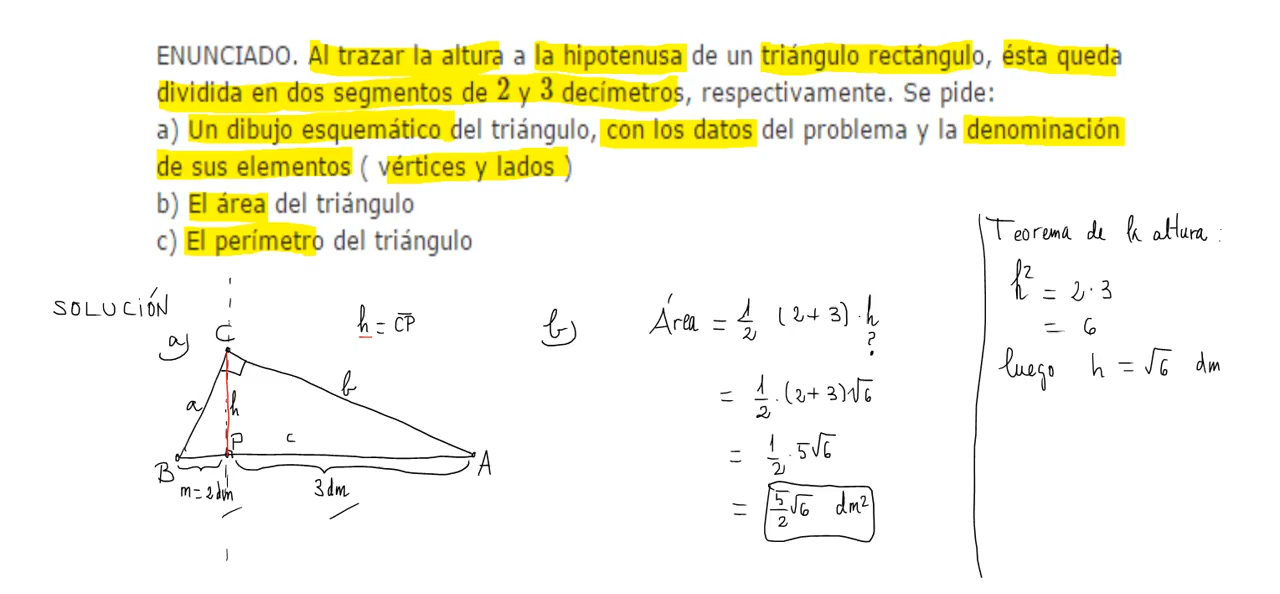 ENUNCIADO. Al trazar la altura a la hipotenusa de un triángulo rectángulo, ésta queda
dividida en dos segmentos de 2 y 3 decímetros, respectivamente. Se pide:
a) Un dibujo esquemático del triángulo, con los datos del problema y la denominación
de sus elementos ( vértices y lados )
b) El área del triángulo
c) El perímetro del triángulo
SOLUCIÓN
a)
h = CP̅
C
a
h
b
P
c
B
A
m = 2dm
3 dm
b)
Área = 1/2 (2+3) · h
?
= 1/2 · (2+3)√6
= 1/2 · 5√6
= 5/2 √6 dm²
Teorema de la altura :
h² = 2 · 3
= 6
luego h = √6 dm